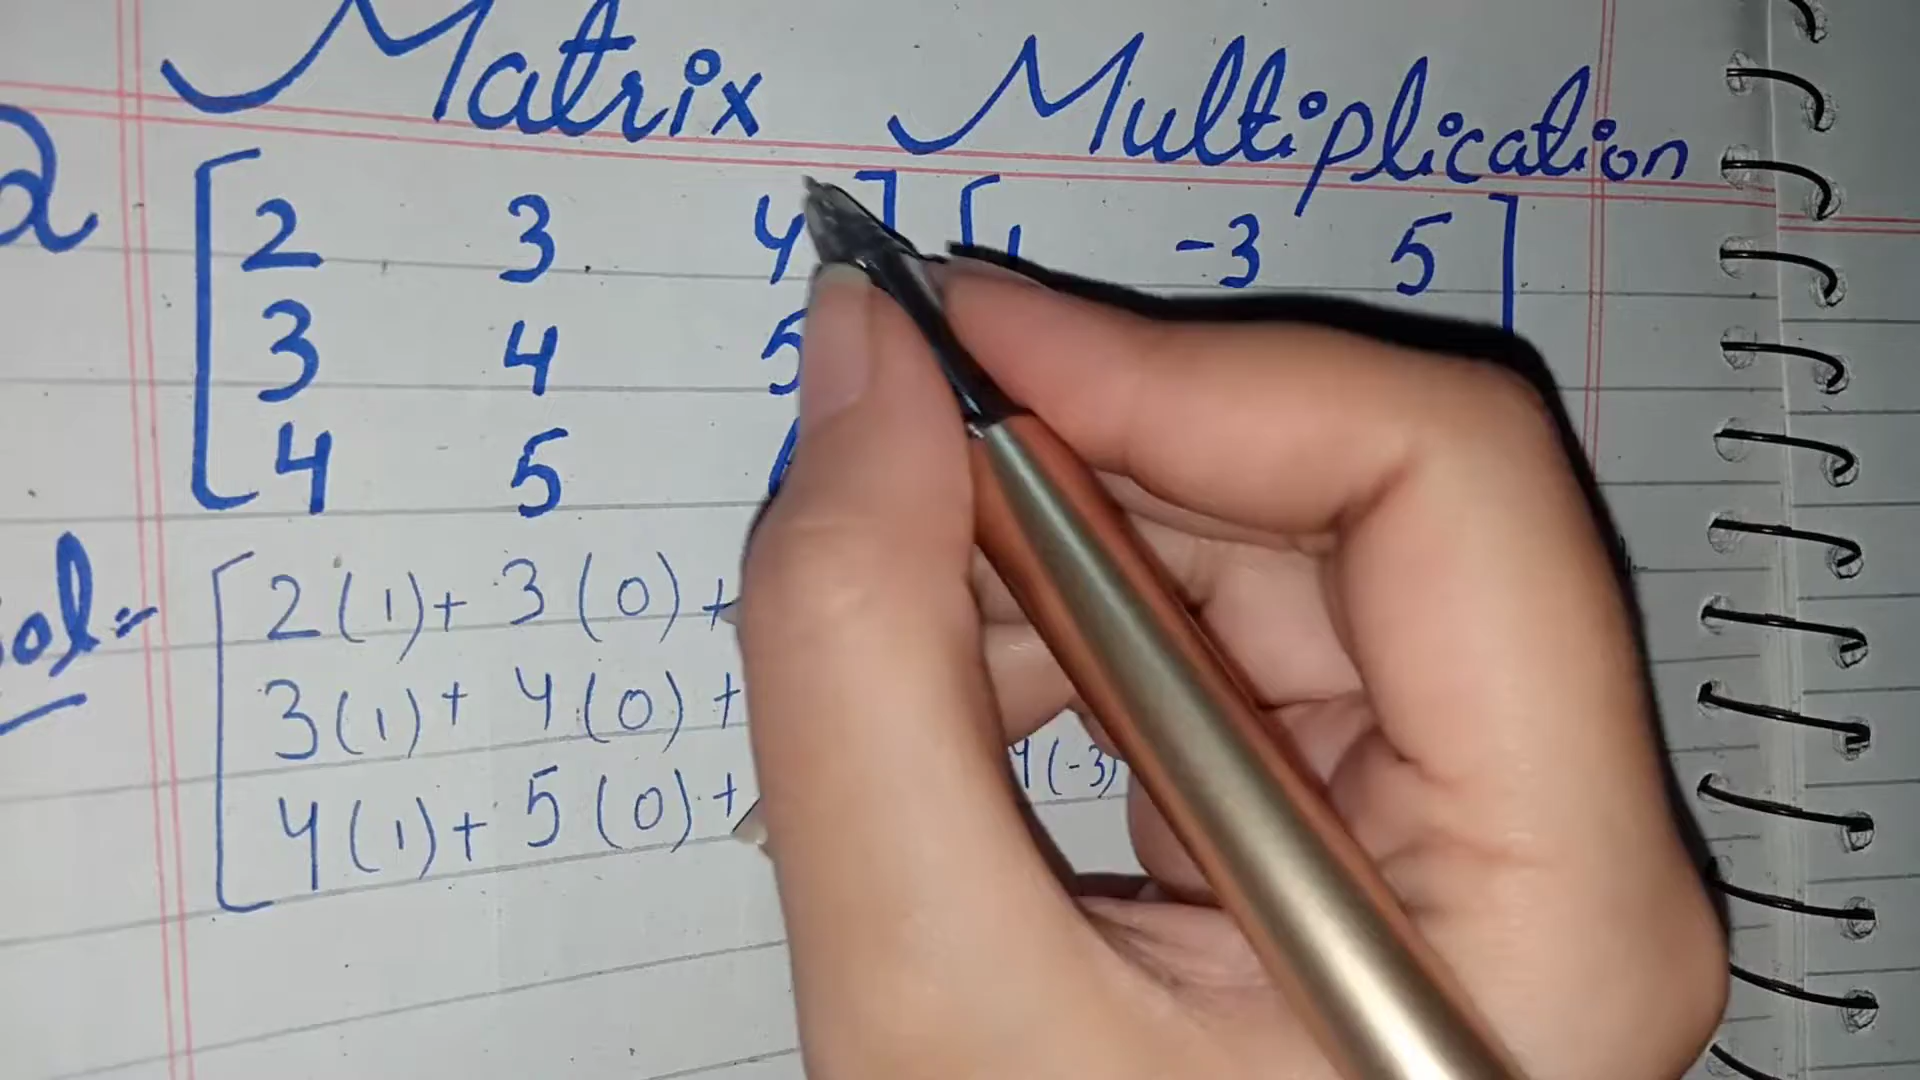 Matrix Multiplication
Q [ 2 3 4 ] [ 1 -3 5 ]
3 4 5
4 5
Sol=
[ 2(1)+ 3(0)+
3(1)+ 4(0)+
4(-3)
4(1)+ 5(0)+